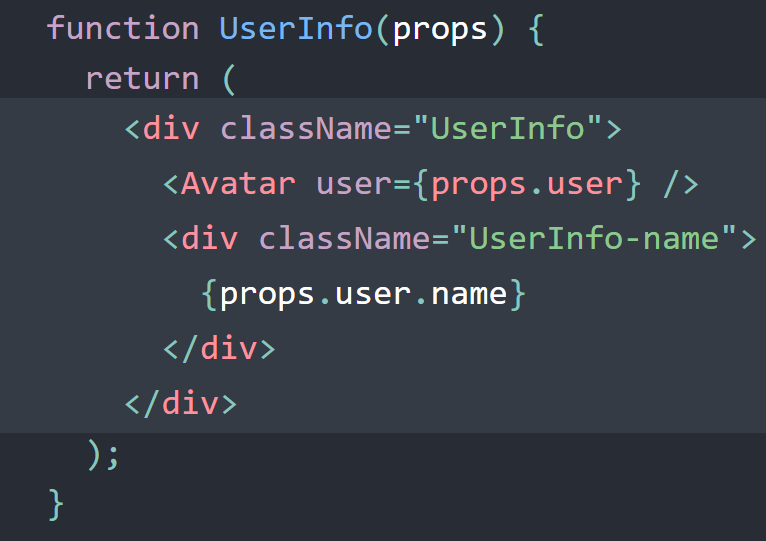 function UserInfo(props) {
  return (
    <div className="UserInfo">
      <Avatar user={props.user} />
      <div className="UserInfo-name">
        {props.user.name}
      </div>
    </div>
  );
}